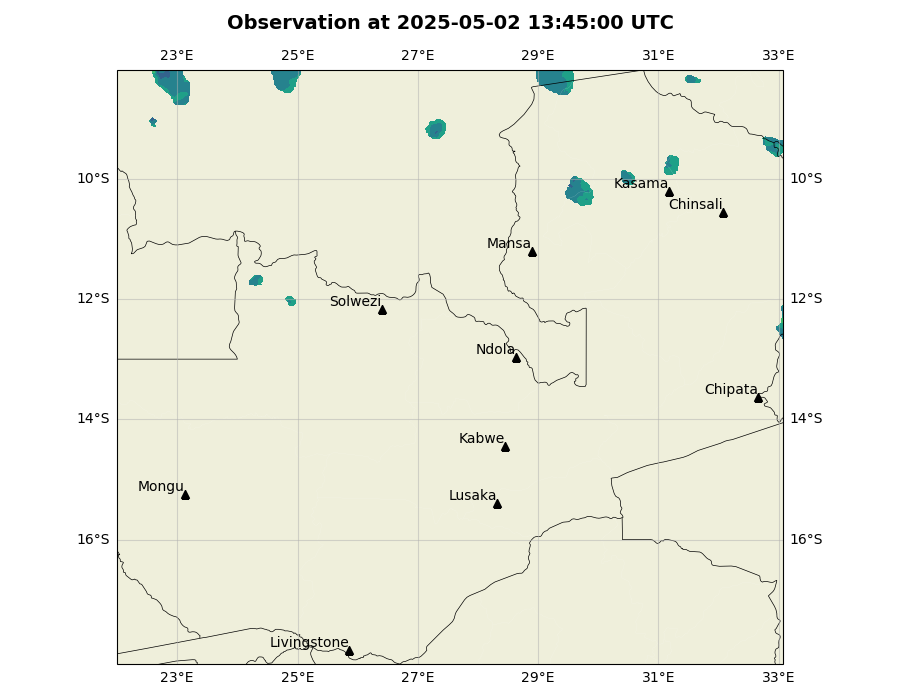 Observation at 2025-05-02 13:45:00 UTC
23°E 25°E 27°E 29°E 31°E 33°E
10°S 10°S
Kasama
Chinsali
Mansa
12°S 12°S
Solwezi
Ndola
Chipata
14°S 14°S
Kabwe
Mongu
Lusaka
16°S 16°S
Livingstone
23°E 25°E 27°E 29°E 31°E 33°E